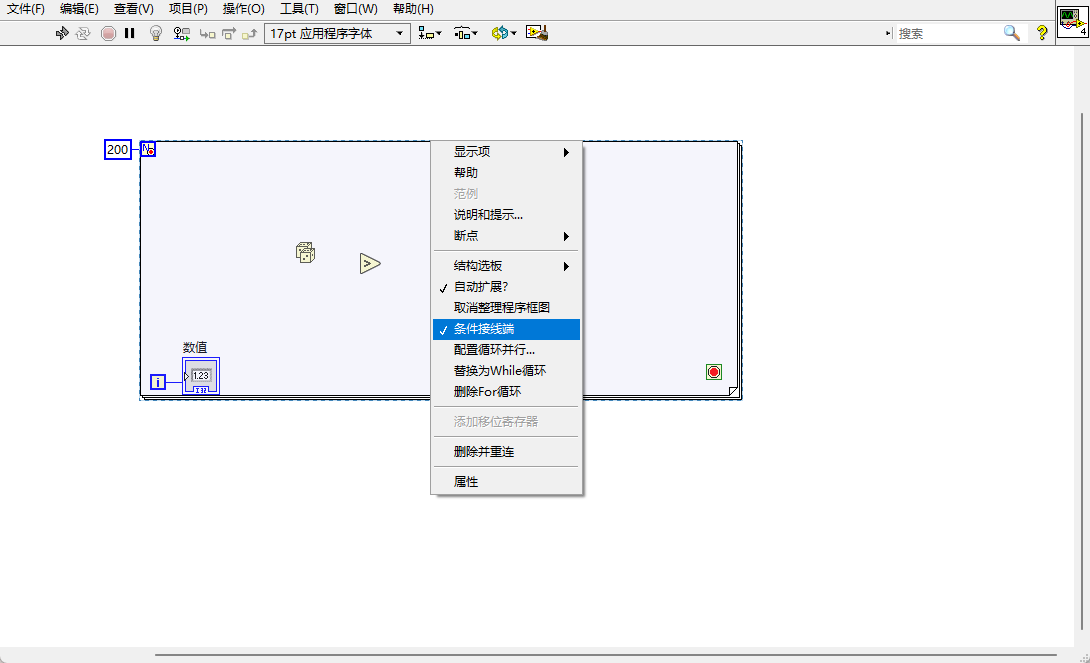 文件(F) 编辑(E) 查看(V) 项目(P) 操作(O) 工具(T) 窗口(W) 帮助(H)
17pt 应用程序字体
搜索
?
4
200
N
显示项
帮助
范例
说明和提示...
断点
结构选板
自动扩展?
取消整理程序框图
条件接线端
配置循环并行...
替换为While循环
删除For循环
添加移位寄存器
删除并重连
属性
>
数值
1.23
I32
i